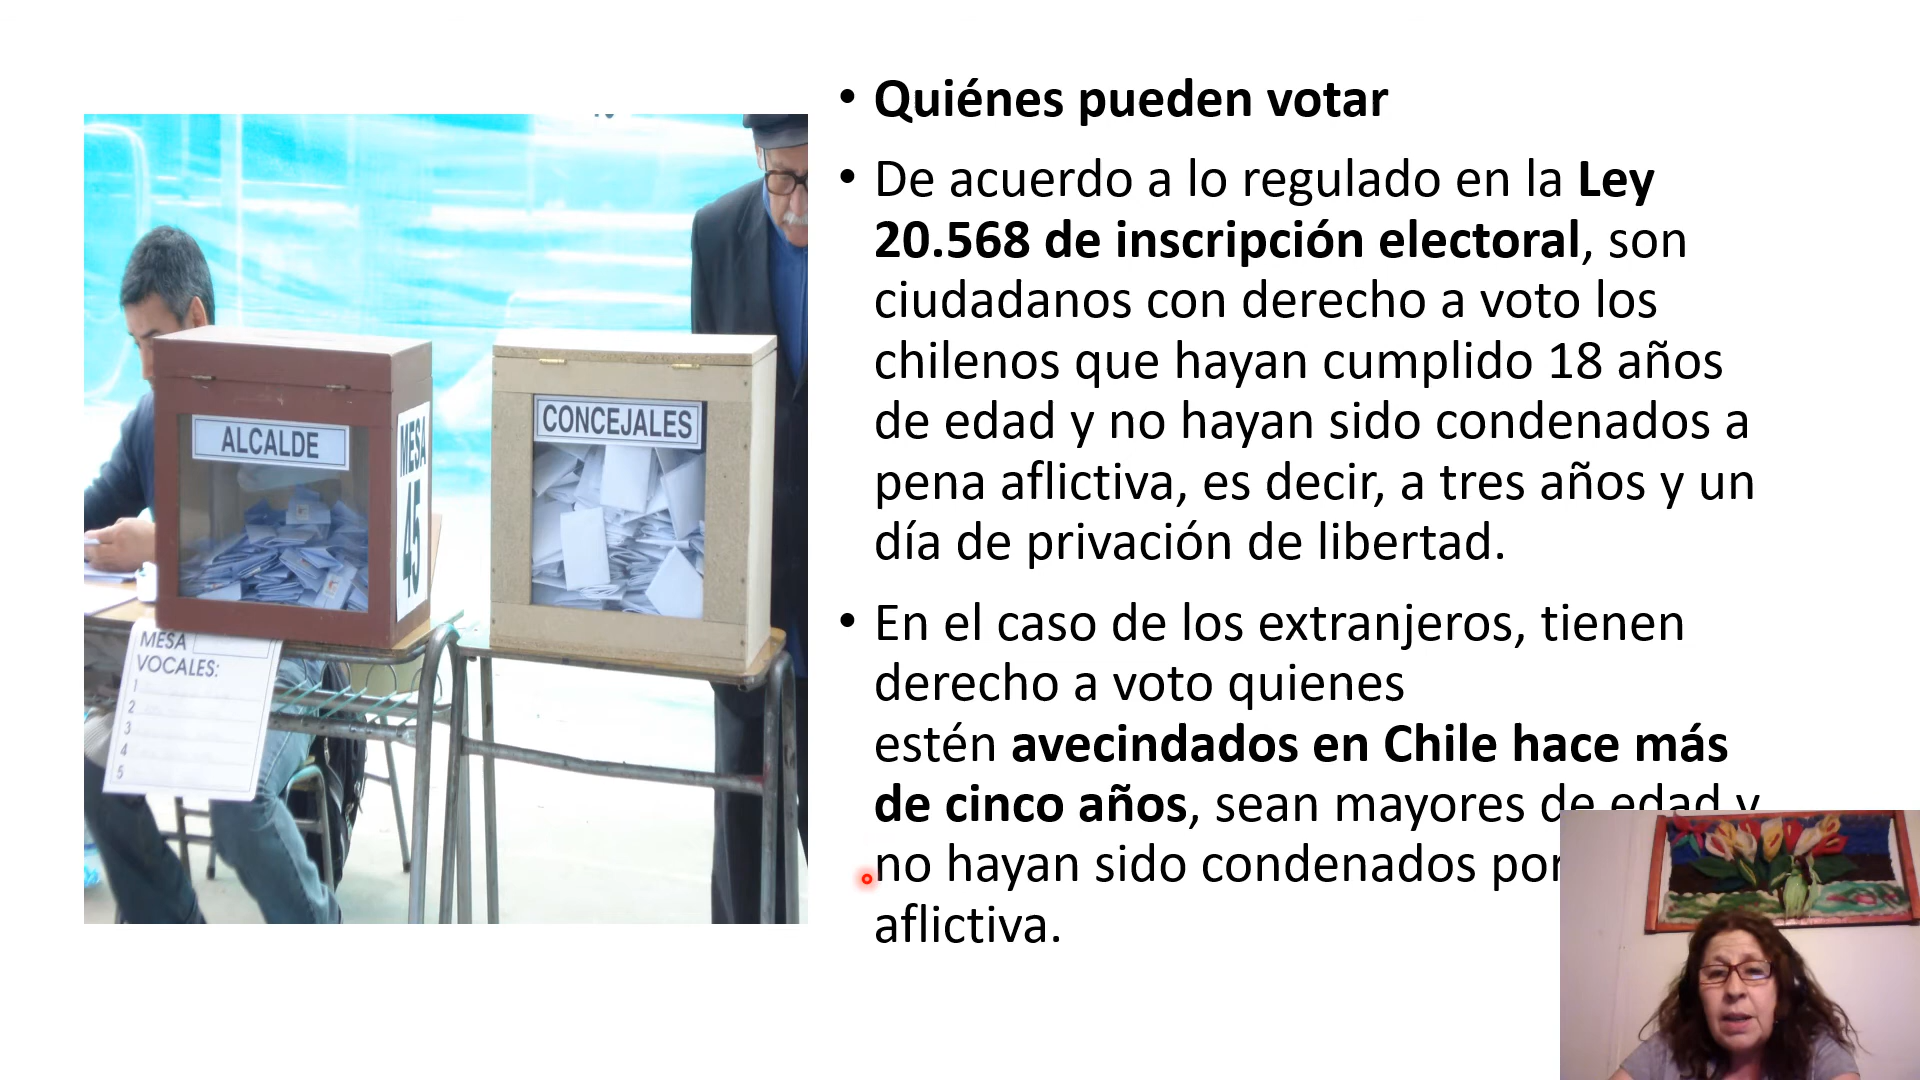 • Quiénes pueden votar
• De acuerdo a lo regulado en la Ley
20.568 de inscripción electoral, son
ciudadanos con derecho a voto los
chilenos que hayan cumplido 18 años
de edad y no hayan sido condenados a
pena aflictiva, es decir, a tres años y un
día de privación de libertad.
• En el caso de los extranjeros, tienen
derecho a voto quienes
estén avecindados en Chile hace más
de cinco años, sean mayores de edad y
no hayan sido condenados por
aflictiva.
ALCALDE
MESA
45
CONCEJALES
MESA
VOCALES:
1
2
3
4
5